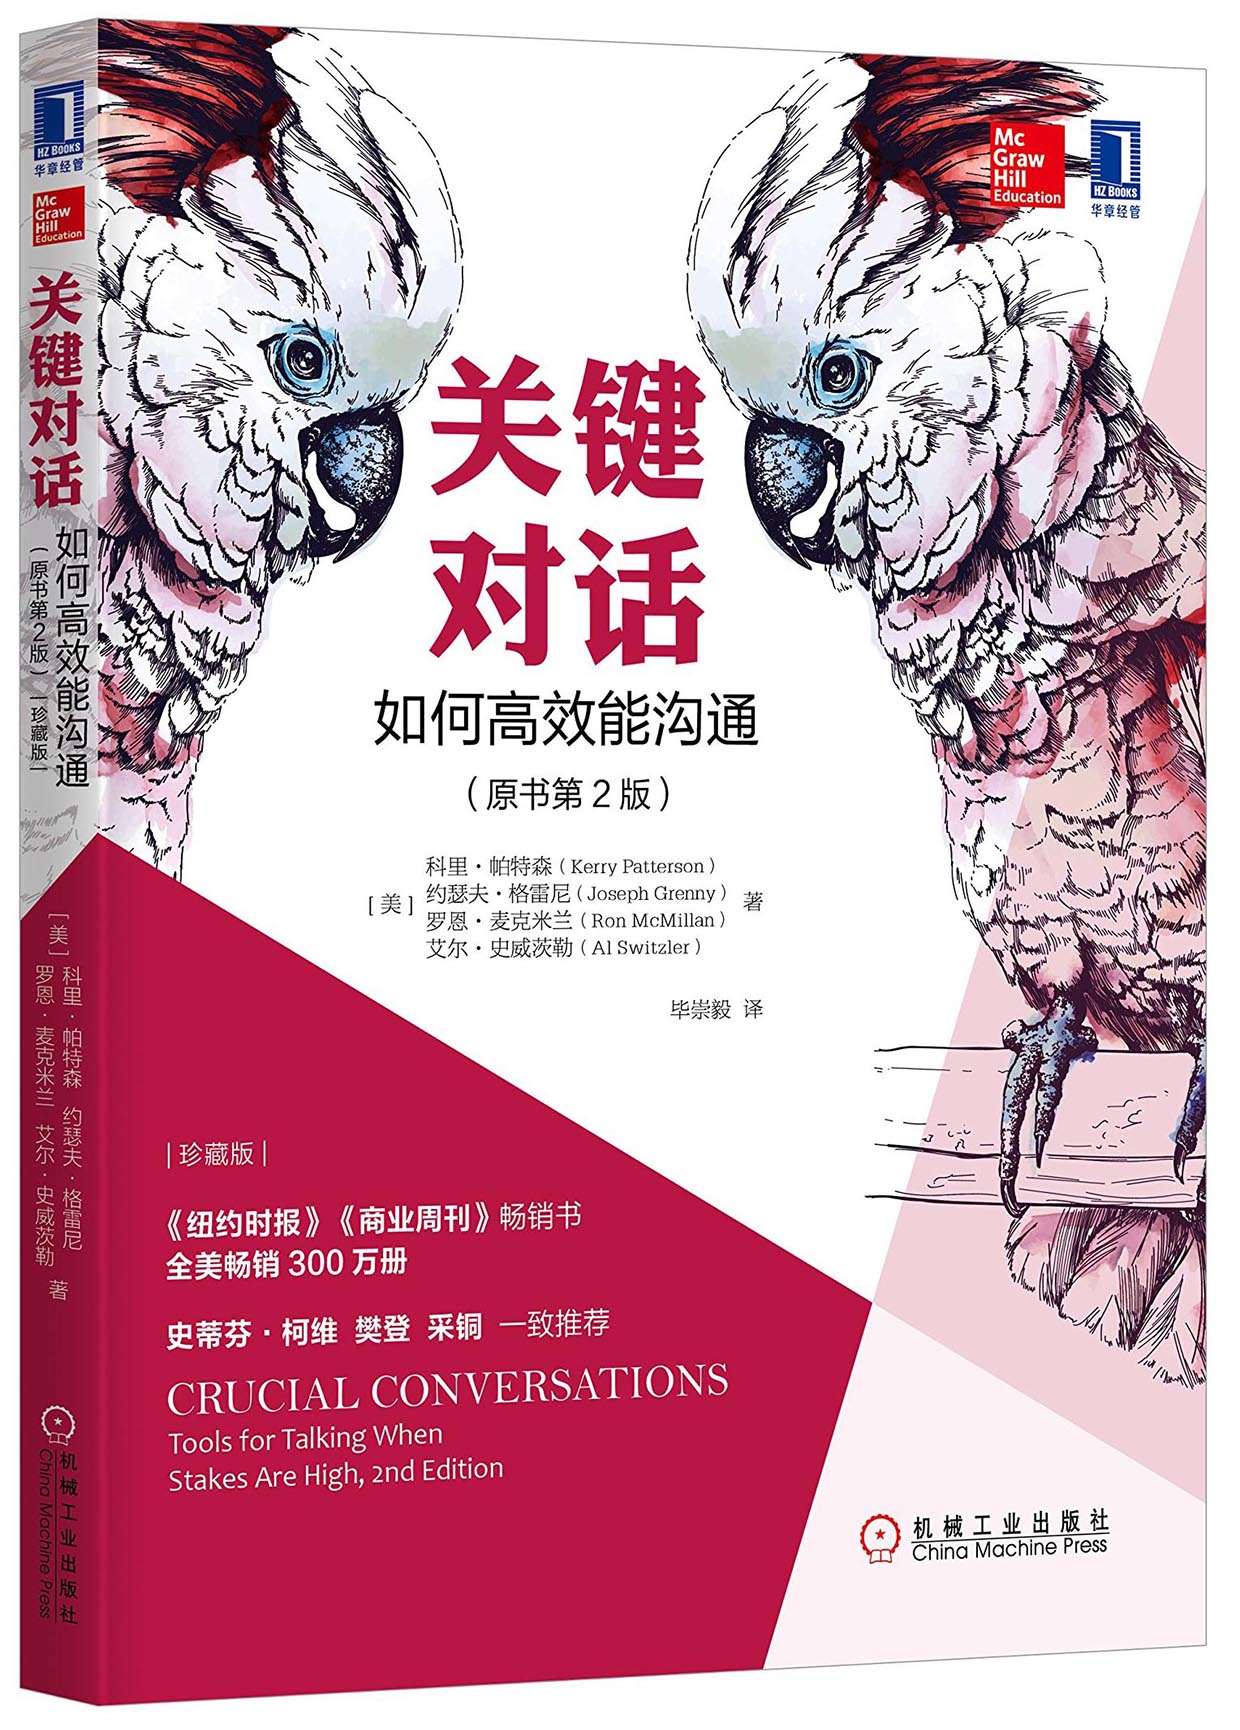 HZ BOOKS
华章经管
Mc
Graw
Hill
Education
关键对话
如何高效能沟通
（原书第2版）
|珍藏版|
[美] 科里·帕特森 约瑟夫·格雷尼
罗恩·麦克米兰 艾尔·史威茨勒 著
机械工业出版社
China Machine Press
Mc
Graw
Hill
Education
HZ BOOKS
华章经管
关键
对话
如何高效能沟通
（原书第2版）
科里·帕特森（Kerry Patterson）
[美] 约瑟夫·格雷尼（Joseph Grenny） 著
罗恩·麦克米兰（Ron McMillan）
艾尔·史威茨勒（Al Switzler）
毕崇毅 译
|珍藏版|
《纽约时报》《商业周刊》畅销书
全美畅销300万册
史蒂芬·柯维 樊登 采铜 一致推荐
CRUCIAL CONVERSATIONS
Tools for Talking When
Stakes Are High, 2nd Edition
机械工业出版社
China Machine Press